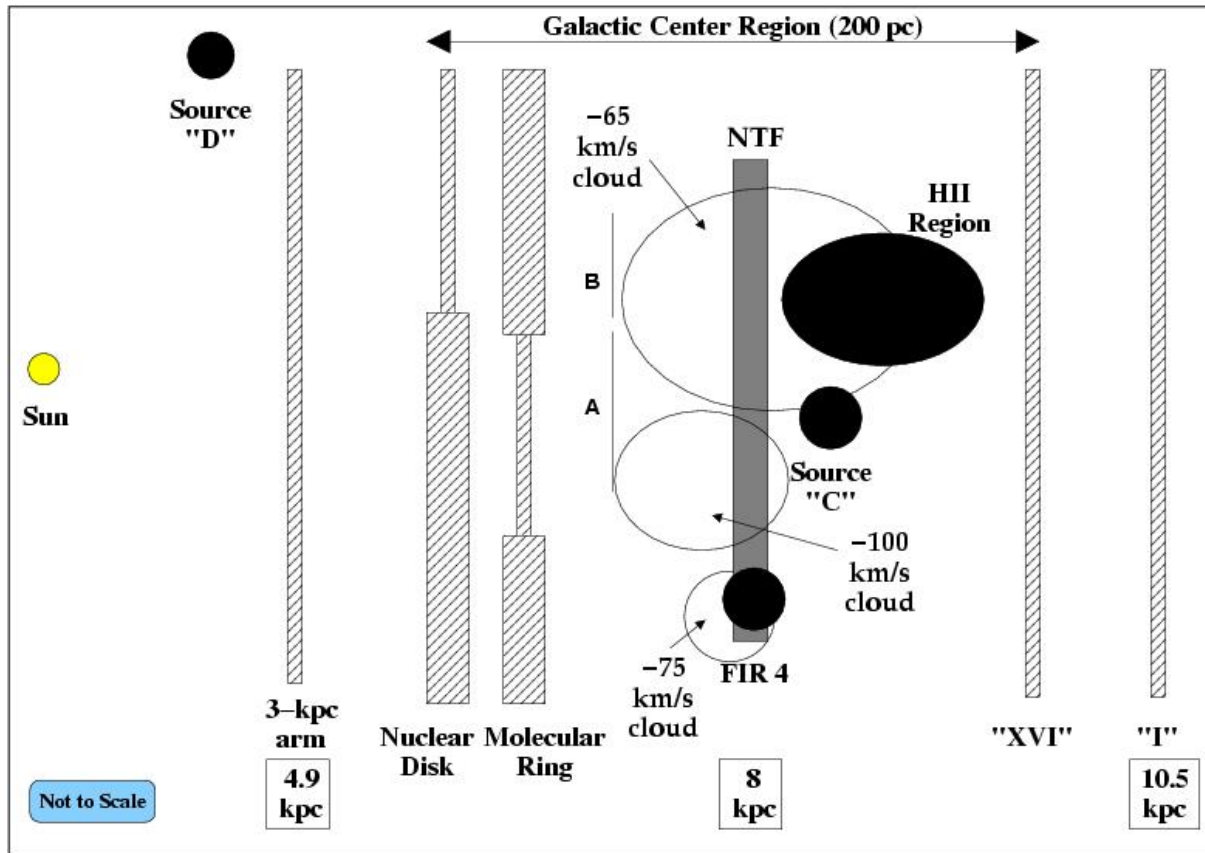 Galactic Center Region (200 pc)
Source
"D"
−65
km/s
cloud
NTF
HII
Region
B
Sun
A
Source
"C"
−100
km/s
cloud
−75
km/s
cloud
FIR 4
3−kpc
arm
Nuclear
Disk
Molecular
Ring
"XVI"
"I"
Not to Scale
4.9
kpc
8
kpc
10.5
kpc